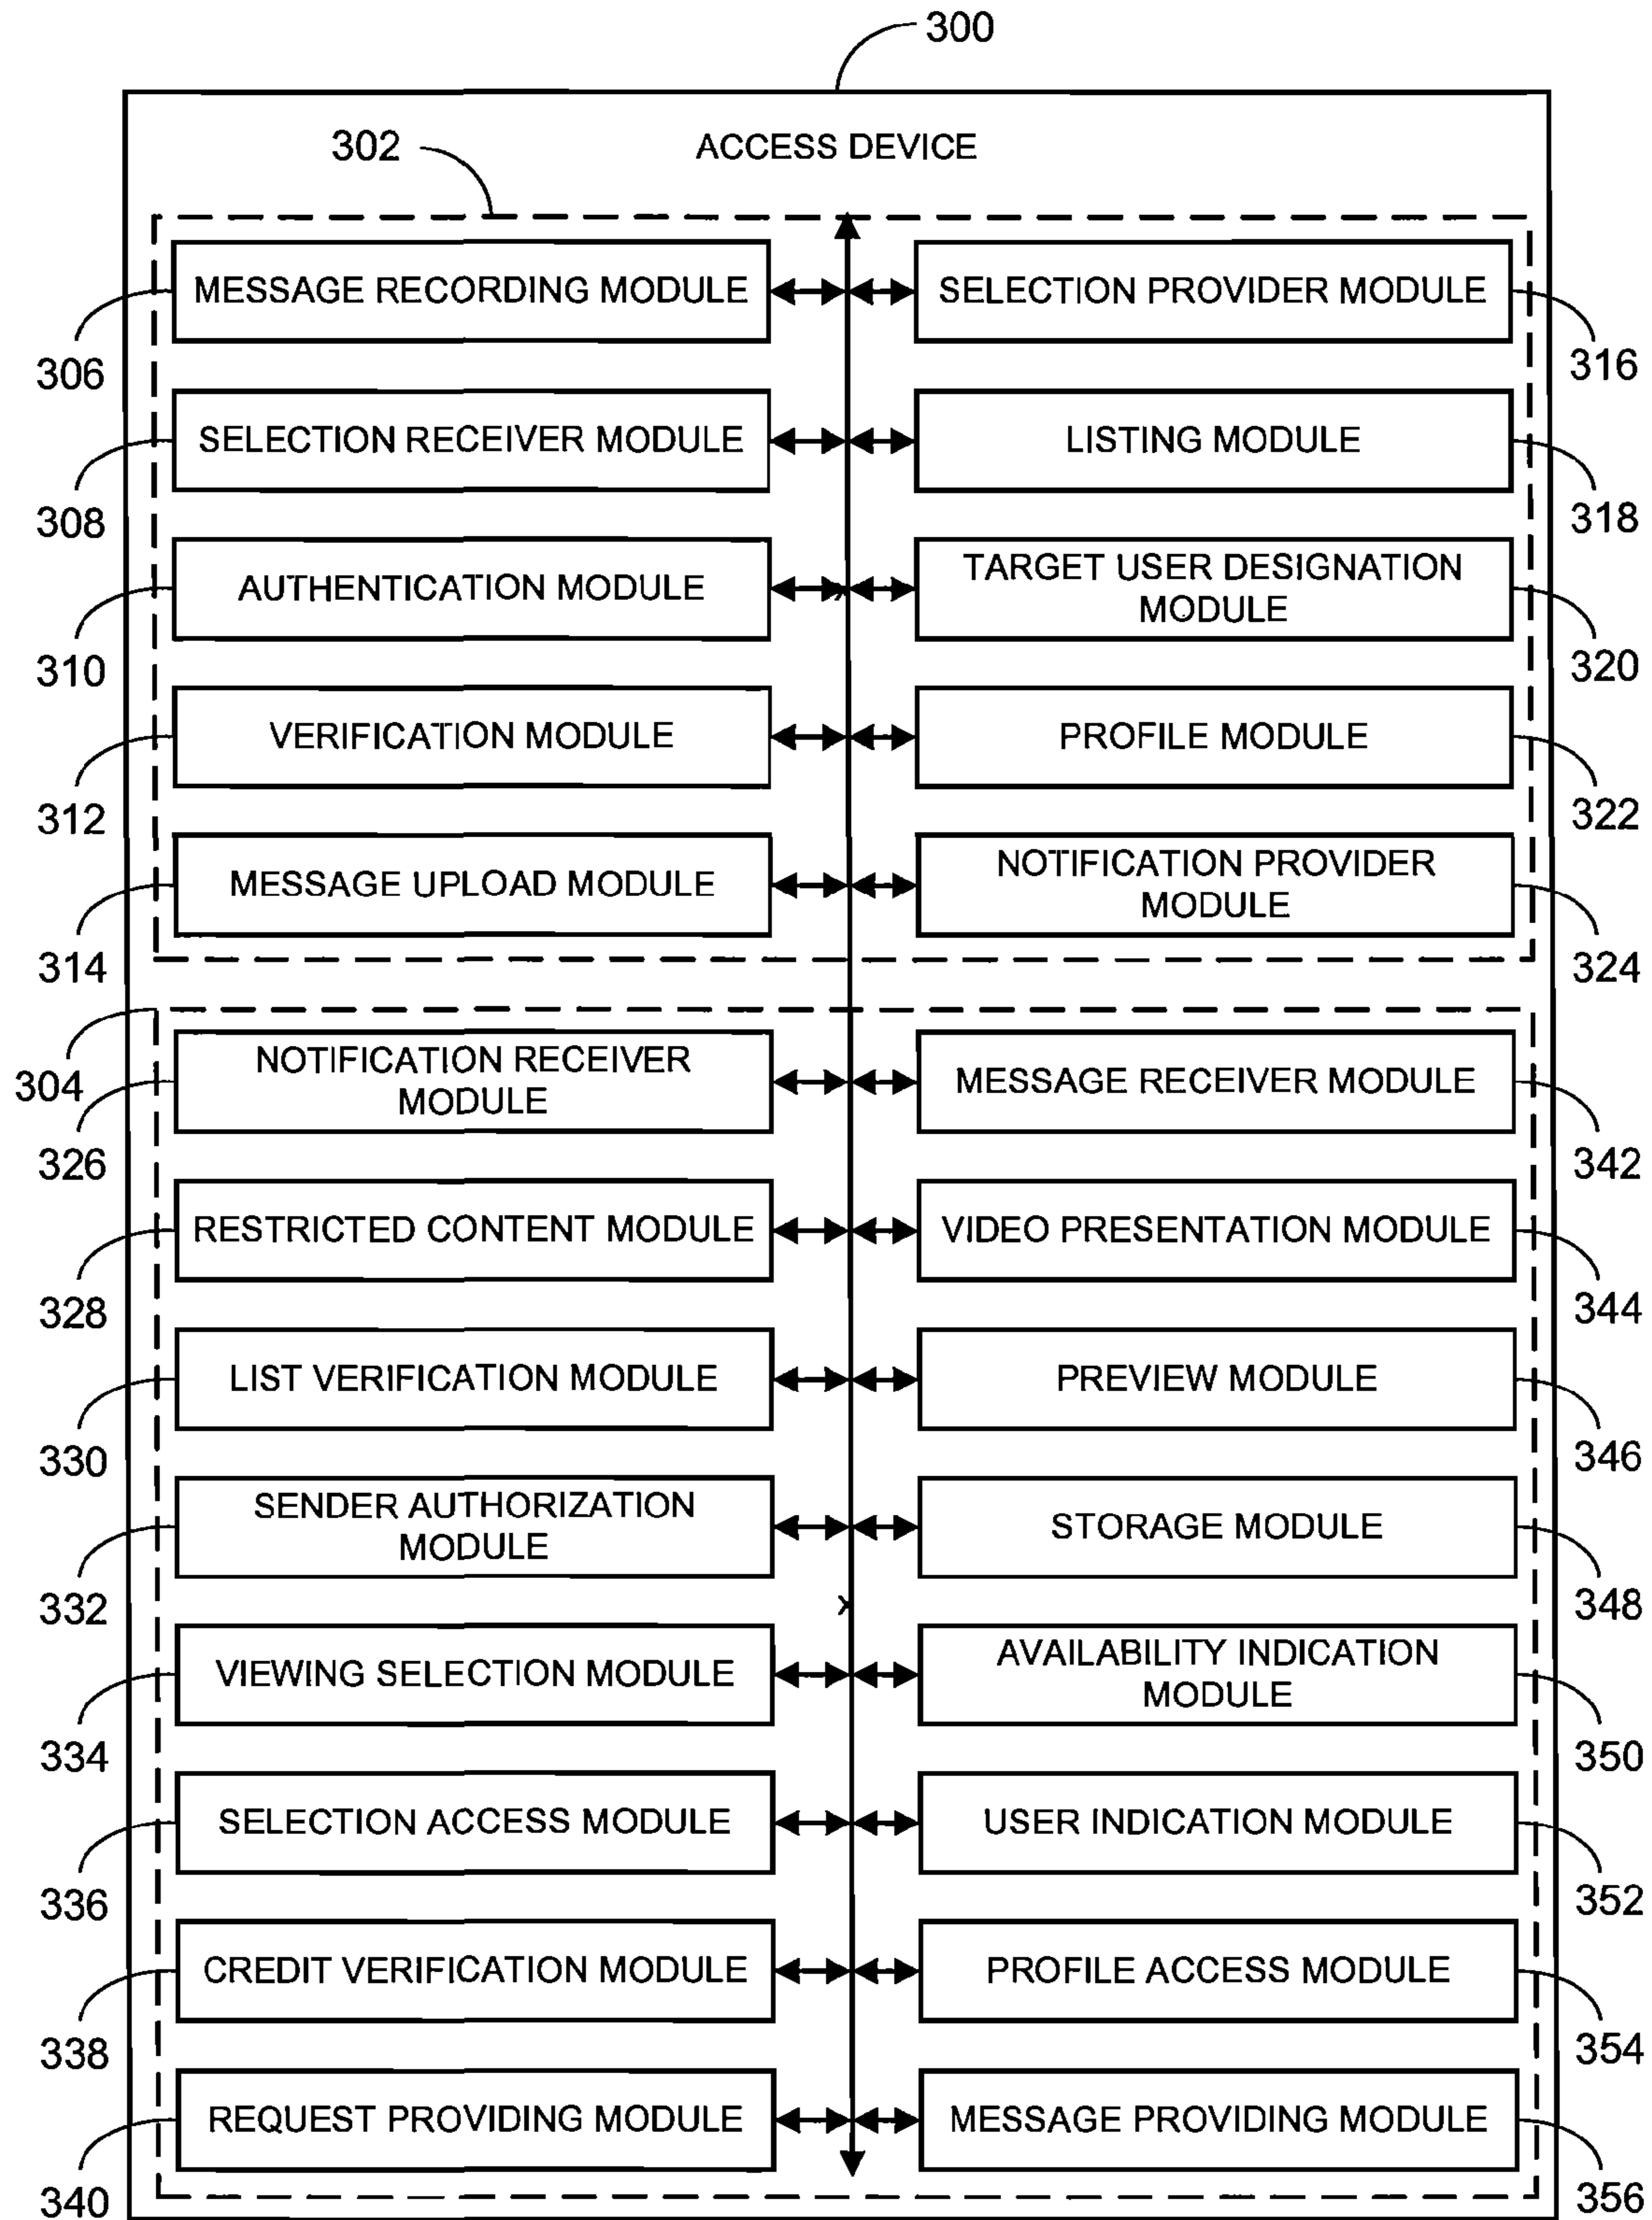 300
ACCESS DEVICE
302
MESSAGE RECORDING MODULE
SELECTION PROVIDER MODULE
306
316
SELECTION RECEIVER MODULE
LISTING MODULE
308
318
AUTHENTICATION MODULE
TARGET USER DESIGNATION
MODULE
310
320
VERIFICATION MODULE
PROFILE MODULE
312
322
MESSAGE UPLOAD MODULE
NOTIFICATION PROVIDER
MODULE
314
324
304
NOTIFICATION RECEIVER
MODULE
MESSAGE RECEIVER MODULE
326
342
RESTRICTED CONTENT MODULE
VIDEO PRESENTATION MODULE
328
344
LIST VERIFICATION MODULE
PREVIEW MODULE
330
346
SENDER AUTHORIZATION
MODULE
STORAGE MODULE
332
348
VIEWING SELECTION MODULE
AVAILABILITY INDICATION
MODULE
334
350
SELECTION ACCESS MODULE
USER INDICATION MODULE
336
352
CREDIT VERIFICATION MODULE
PROFILE ACCESS MODULE
338
354
REQUEST PROVIDING MODULE
MESSAGE PROVIDING MODULE
340
356